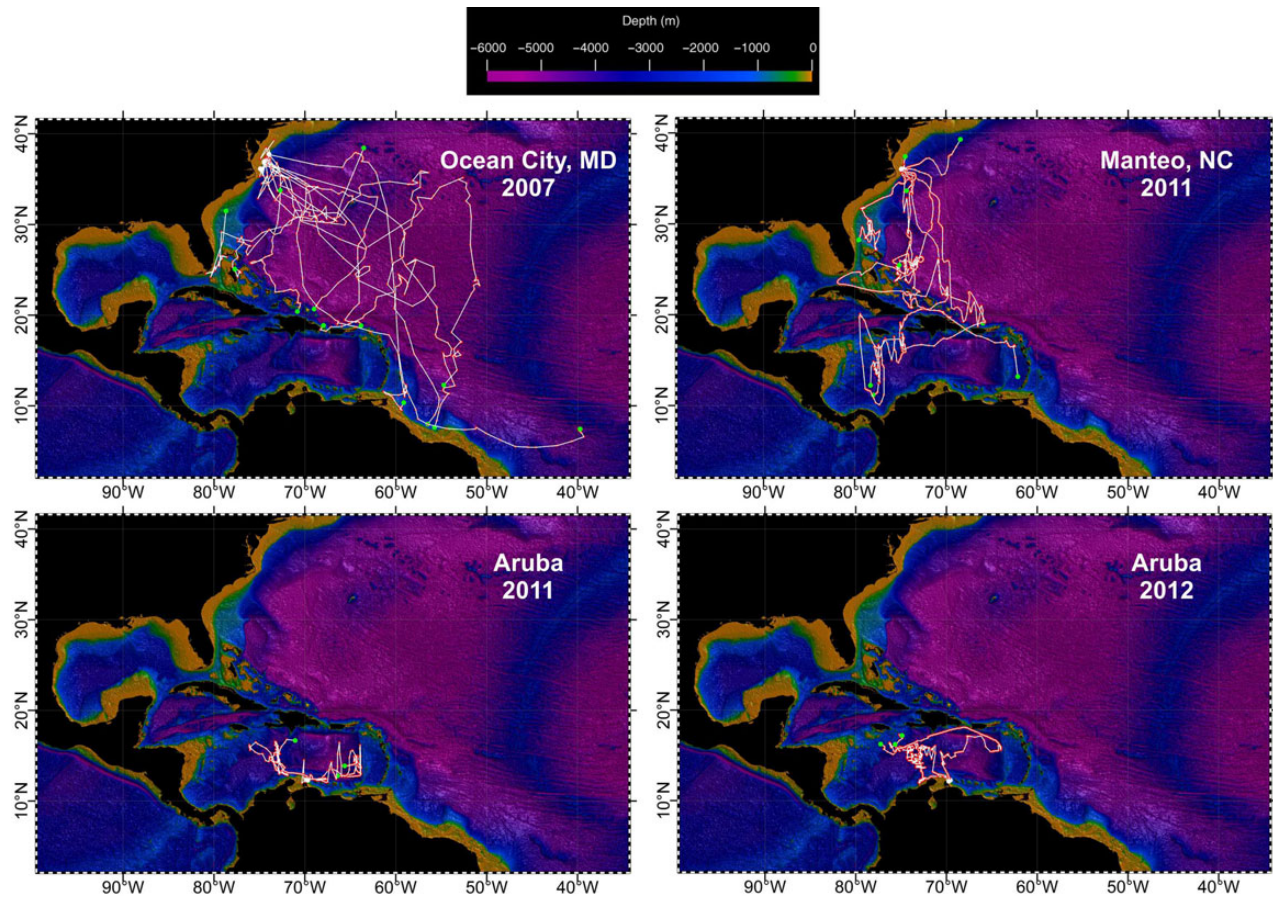 Depth (m)
−6000 −5000 −4000 −3000 −2000 −1000 0
40°N
30°N
20°N
10°N
Ocean City, MD
2007
90°W 80°W 70°W 60°W 50°W 40°W
40°N
30°N
20°N
10°N
Manteo, NC
2011
90°W 80°W 70°W 60°W 50°W 40°W
40°N
30°N
20°N
10°N
Aruba
2011
90°W 80°W 70°W 60°W 50°W 40°W
40°N
30°N
20°N
10°N
Aruba
2012
90°W 80°W 70°W 60°W 50°W 40°W